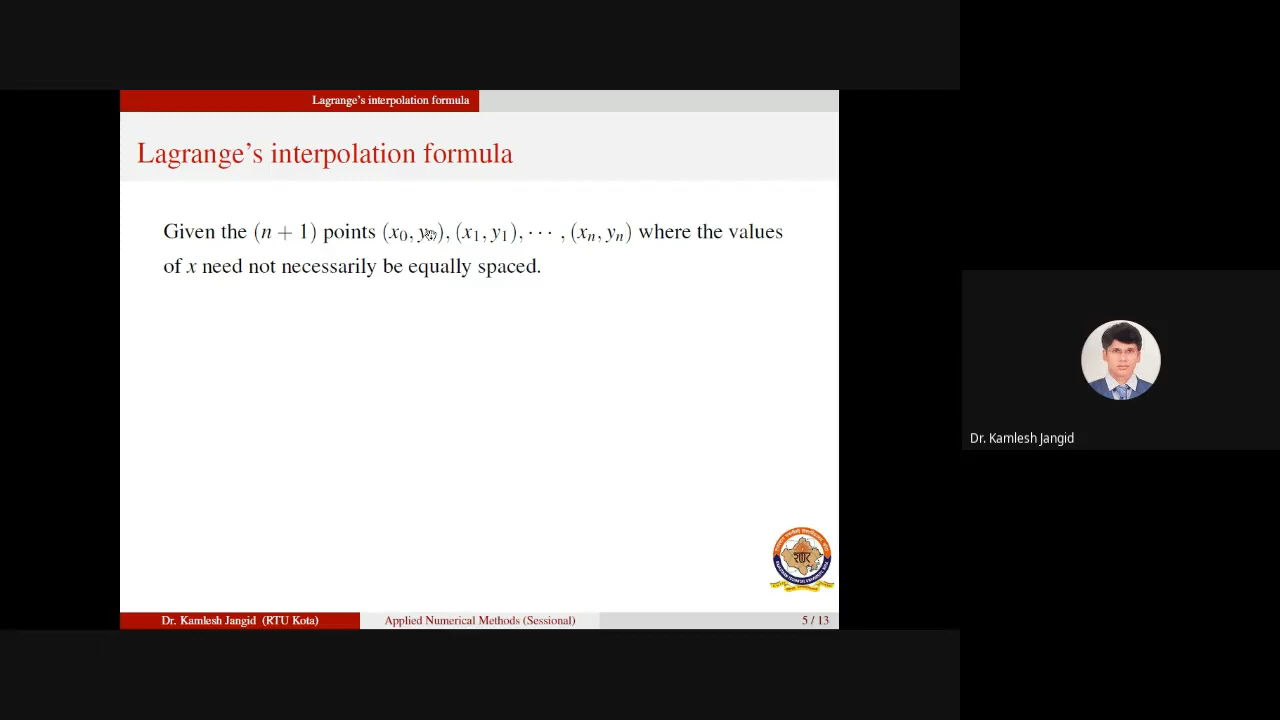 Lagrange's interpolation formula
Lagrange's interpolation formula
Given the (n + 1) points (x₀, y₀), (x₁, y₁), ⋯ , (xₙ, yₙ) where the values
of x need not necessarily be equally spaced.
Dr. Kamlesh Jangid
Dr. Kamlesh Jangid (RTU Kota)
Applied Numerical Methods (Sessional)
5 / 13